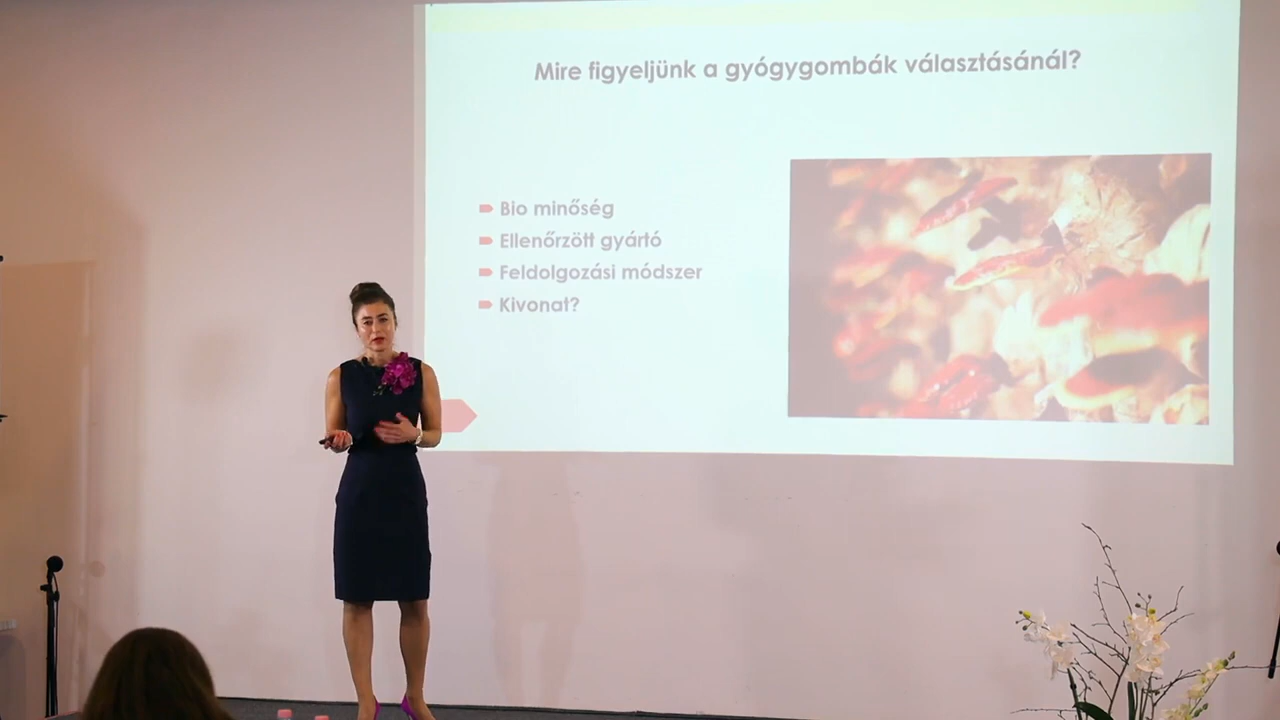 Mire figyeljünk a gyógygombák választásánál?
Bio minőség
Ellenőrzött gyártó
Feldolgozási módszer
Kivonat?